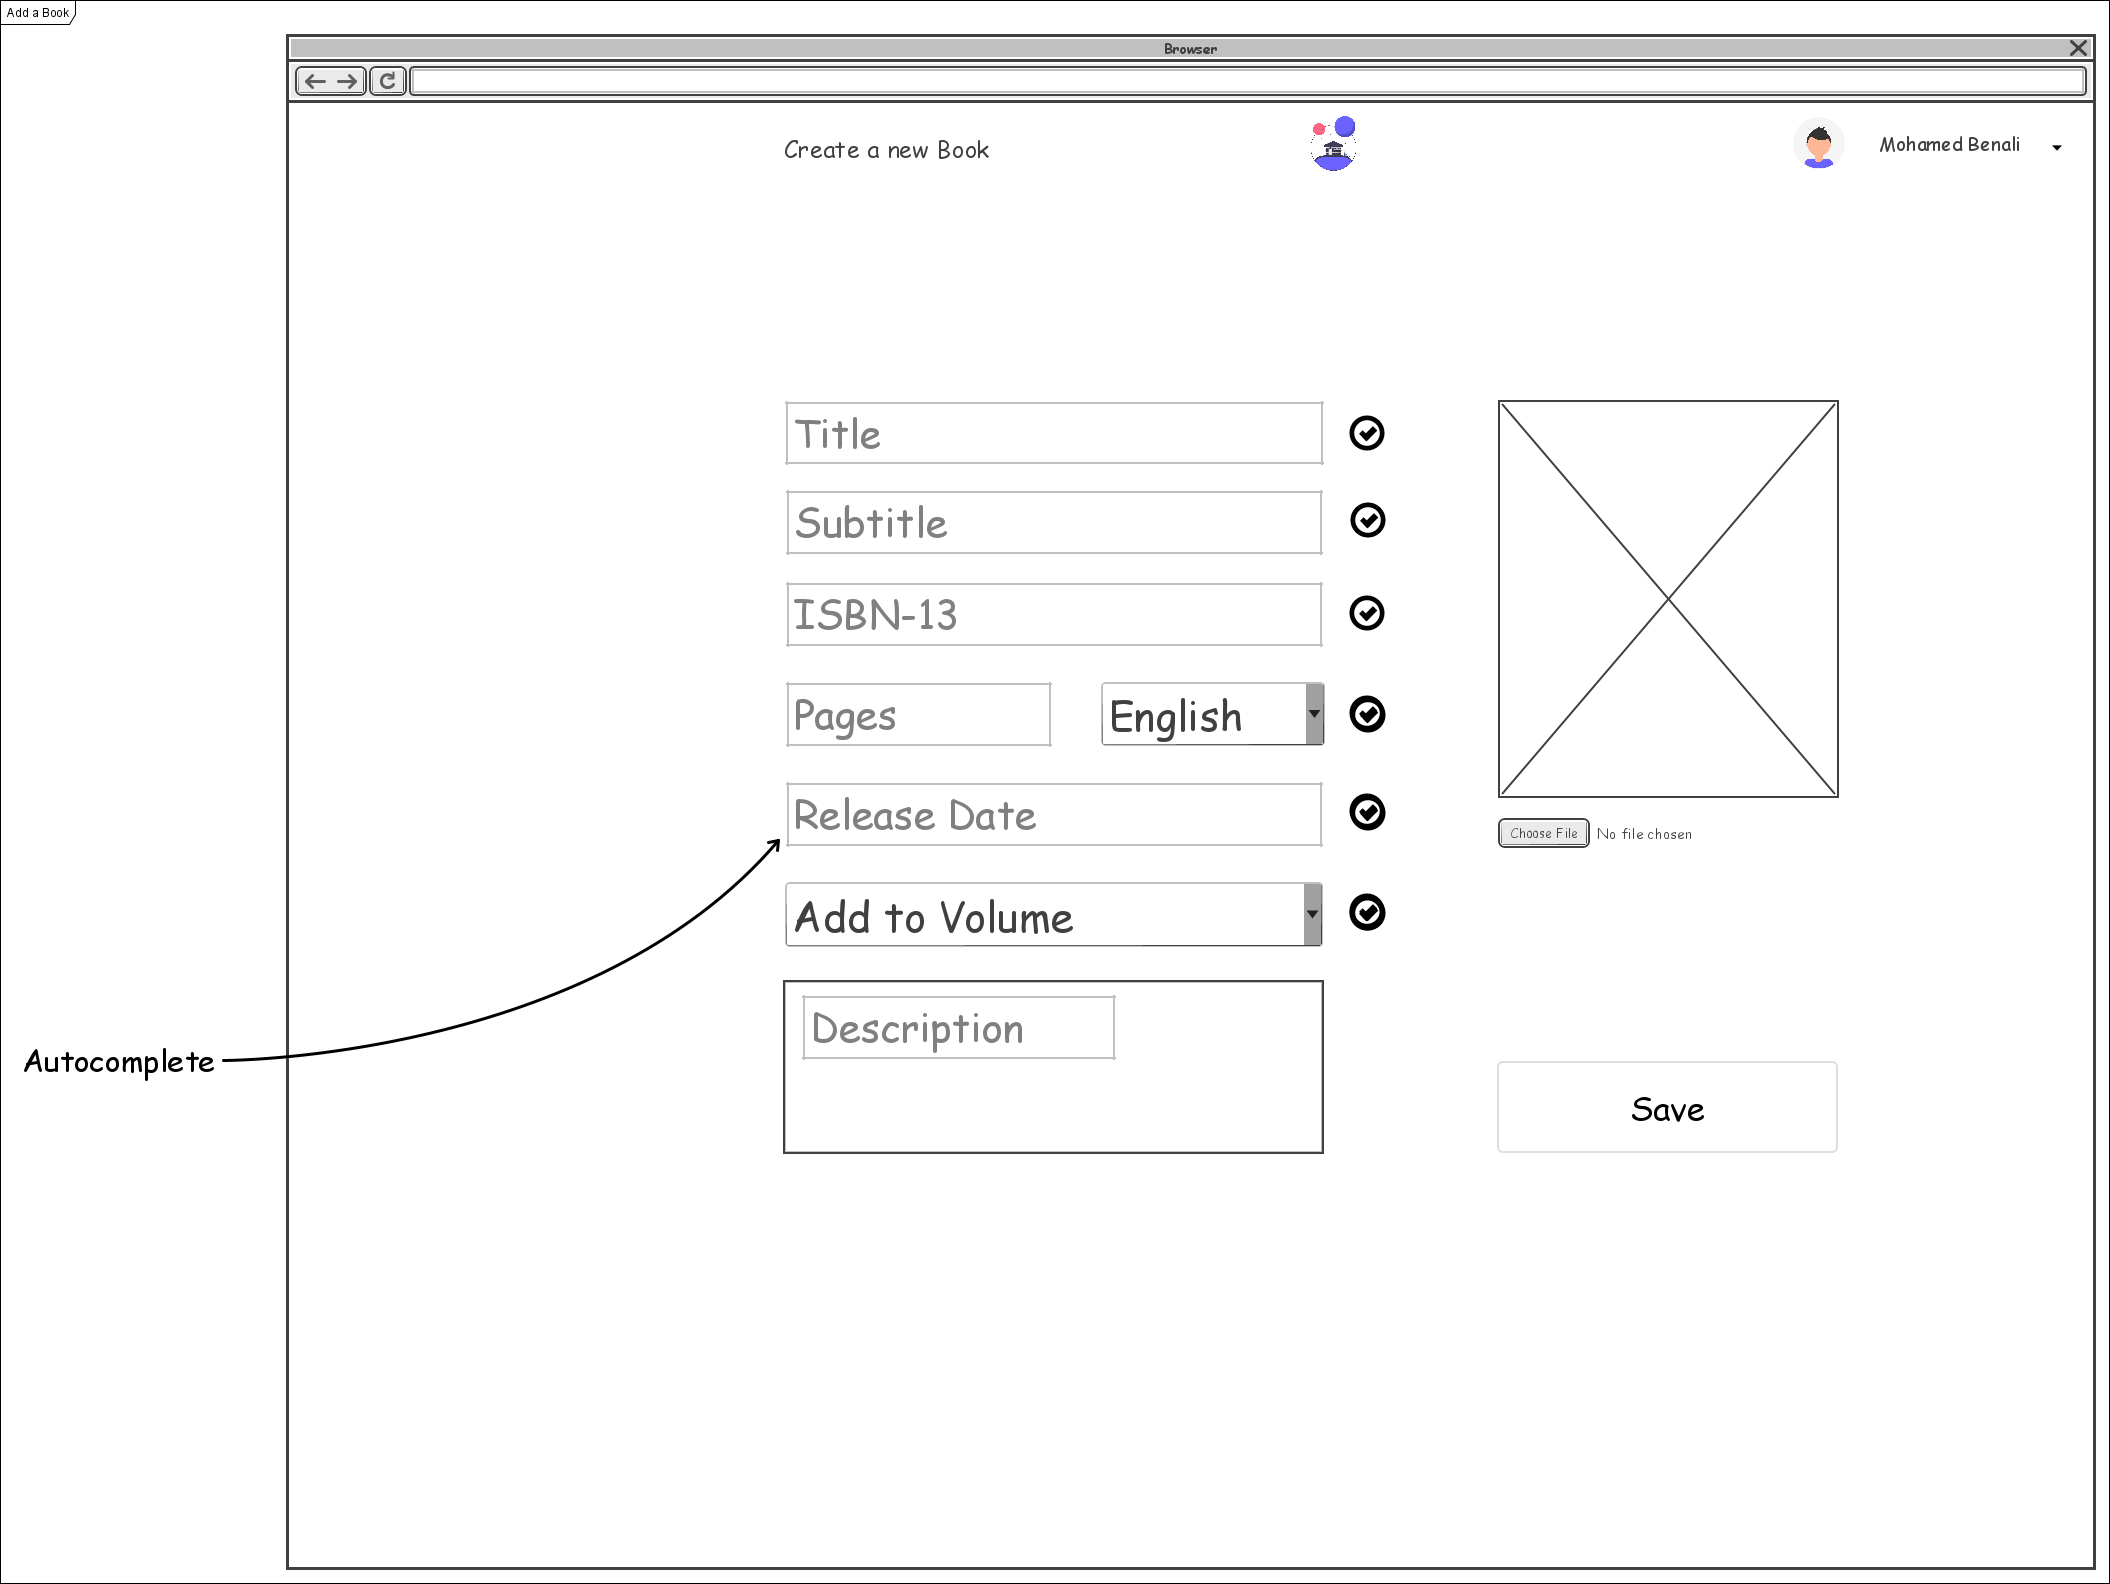 Add a Book
Browser
Create a new Book
Mohamed Benali
Title
Subtitle
ISBN-13
Pages
English
Release Date
Choose File
No file chosen
Add to Volume
Description
Autocomplete
Save